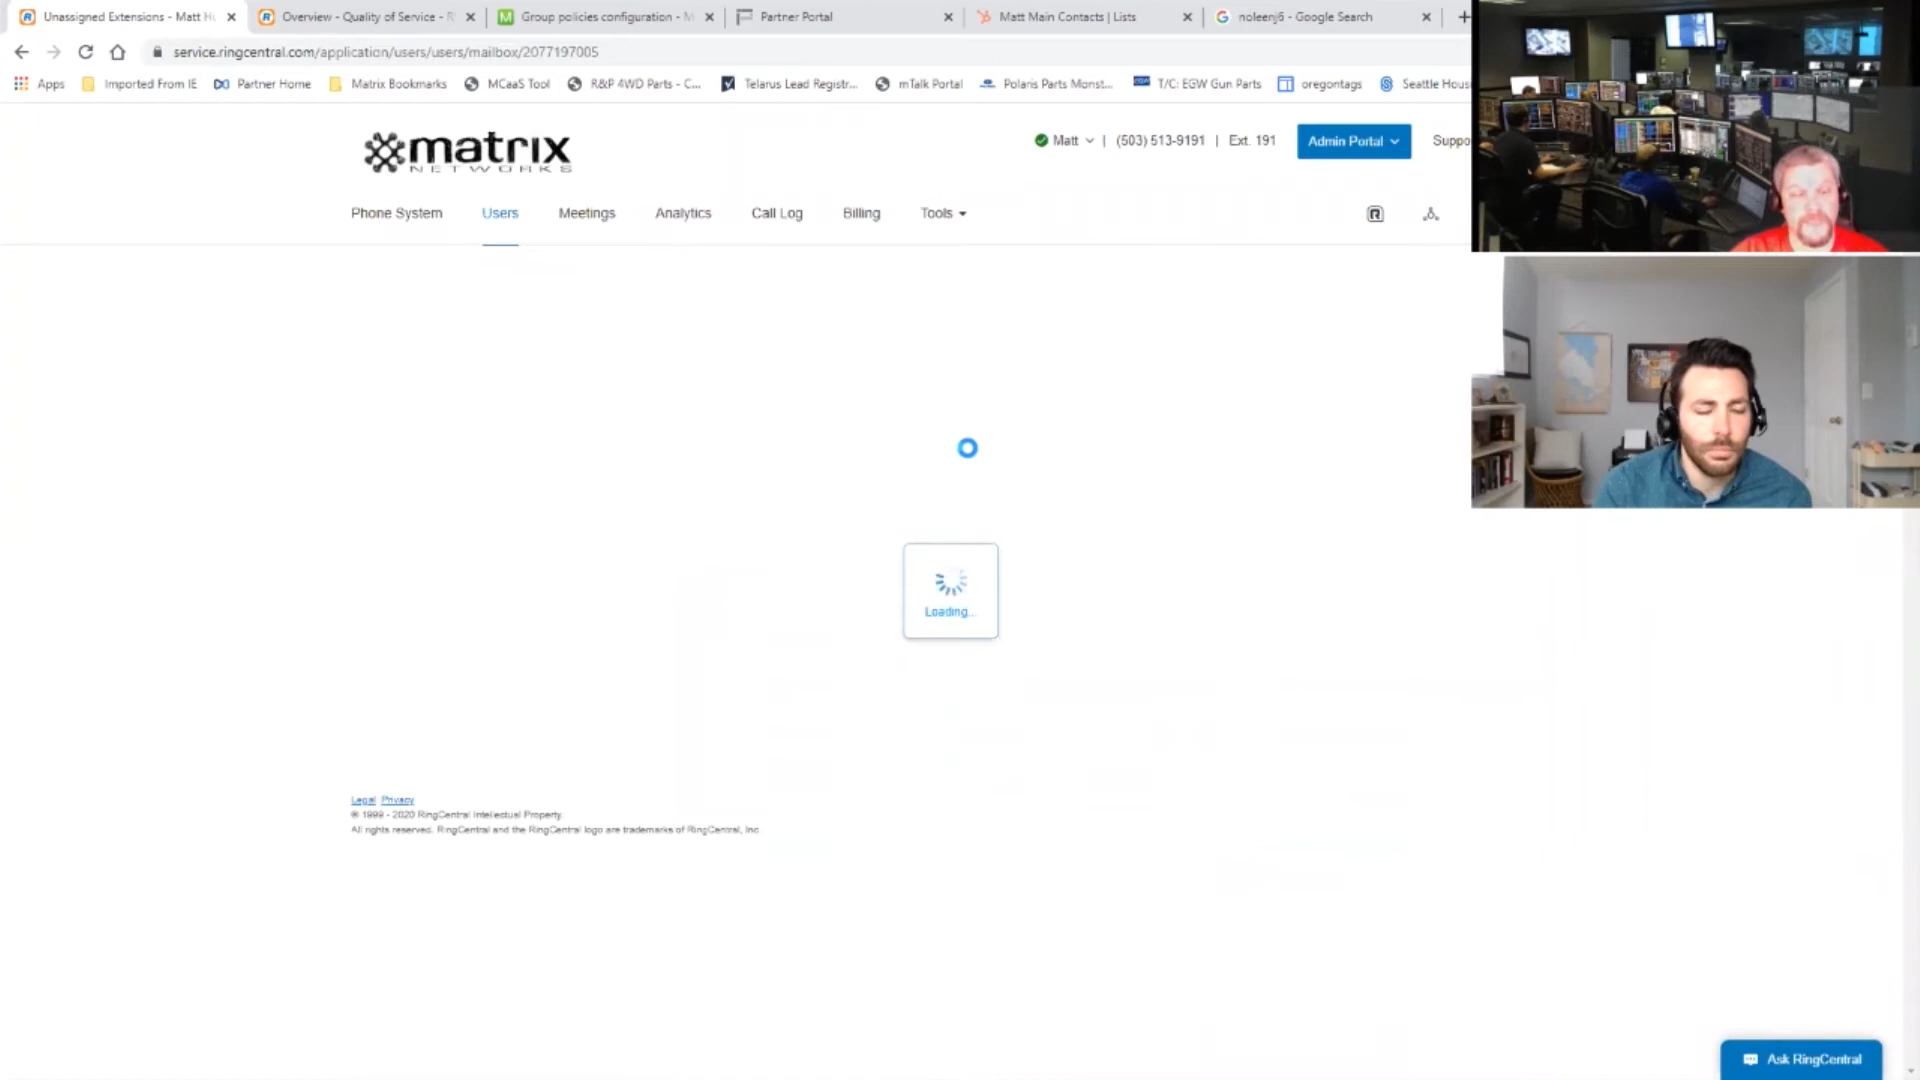 Unassigned Extensions - Matt Hu
Overview - Quality of Service - R
Group policies configuration - M
Partner Portal
Matt Main Contacts | Lists
noleenj6 - Google Search
service.ringcentral.com/application/users/users/mailbox/2077197005
Apps
Imported From IE
Partner Home
Matrix Bookmarks
MCaaS Tool
R&P 4WD Parts - C...
Telarus Lead Registr...
mTalk Portal
Polaris Parts Monst...
T/C: EGW Gun Parts
oregontags
Seattle Hous
matrix
NETWORKS
Matt | (503) 513-9191 | Ext. 191
Admin Portal
Suppo
Phone System
Users
Meetings
Analytics
Call Log
Billing
Tools
Loading...
Legal Privacy
© 1999 - 2020 RingCentral Intellectual Property.
All rights reserved. RingCentral and the RingCentral logo are trademarks of RingCentral, Inc
Ask RingCentral